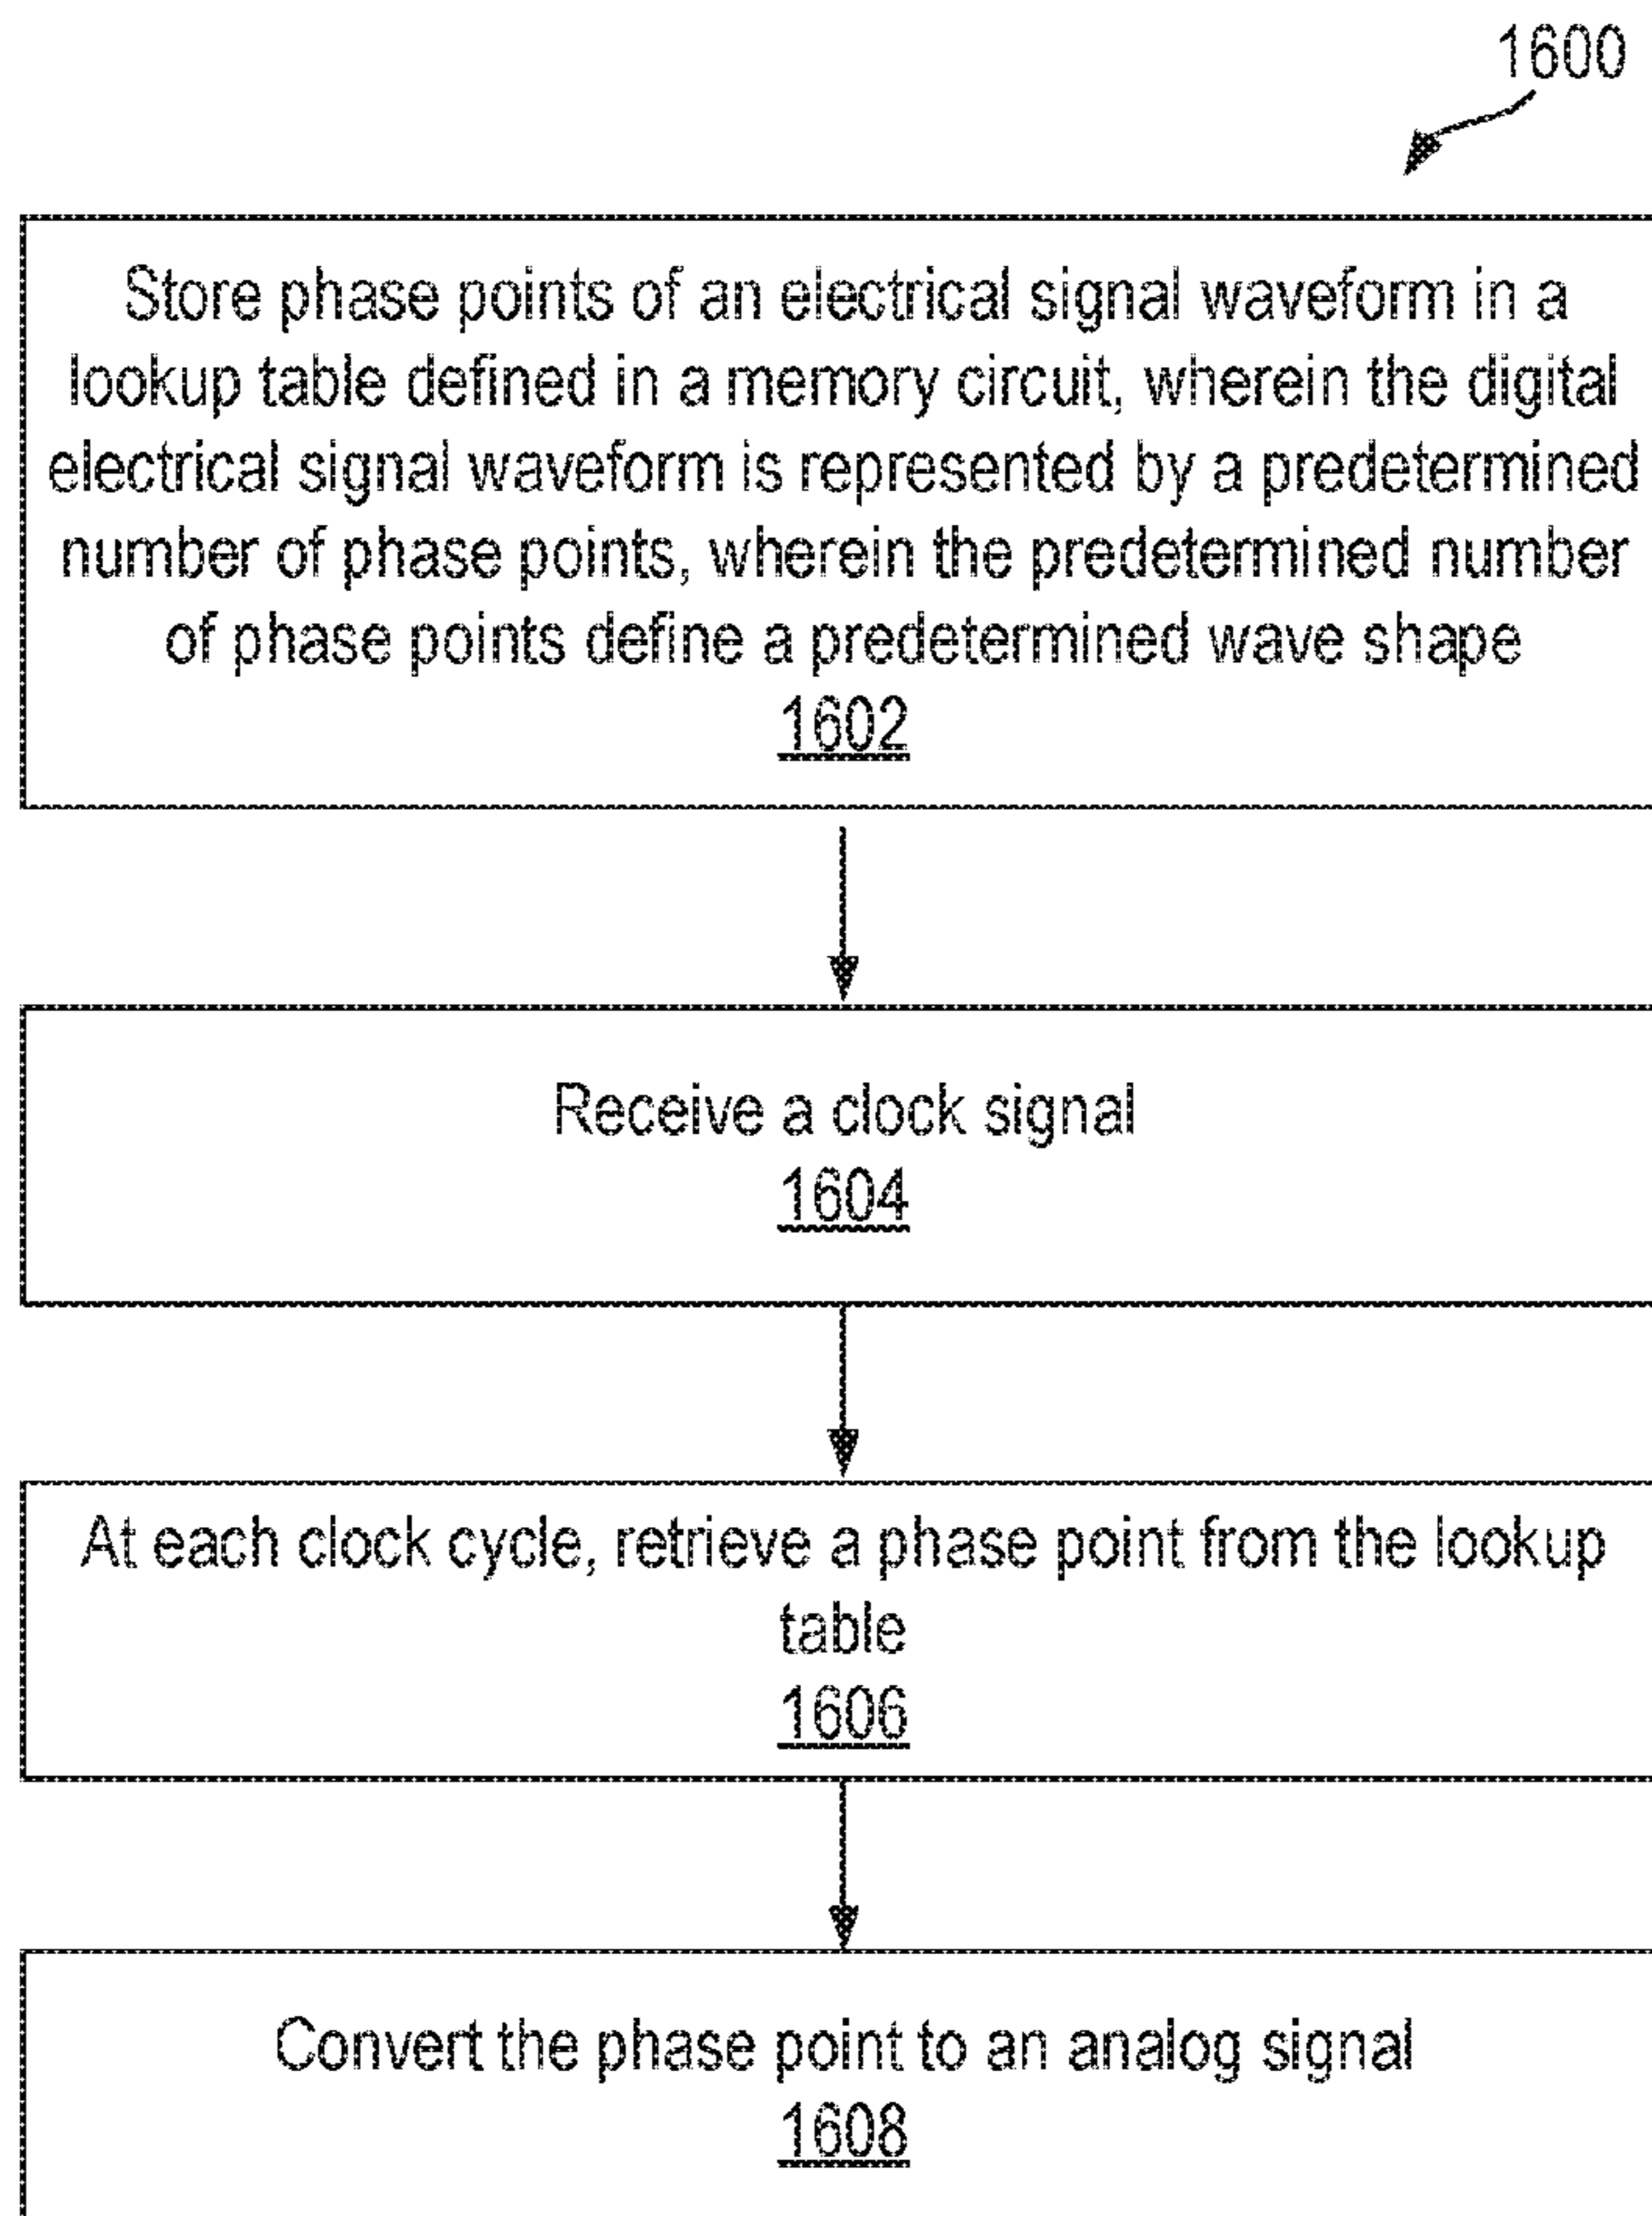 1600
Store phase points of an electrical signal waveform in a
lookup table defined in a memory circuit, wherein the digital
electrical signal waveform is represented by a predetermined
number of phase points, wherein the predetermined number
of phase points define a predetermined wave shape
1602
Receive a clock signal
1604
At each clock cycle, retrieve a phase point from the lookup
table
1606
Convert the phase point to an analog signal
1608